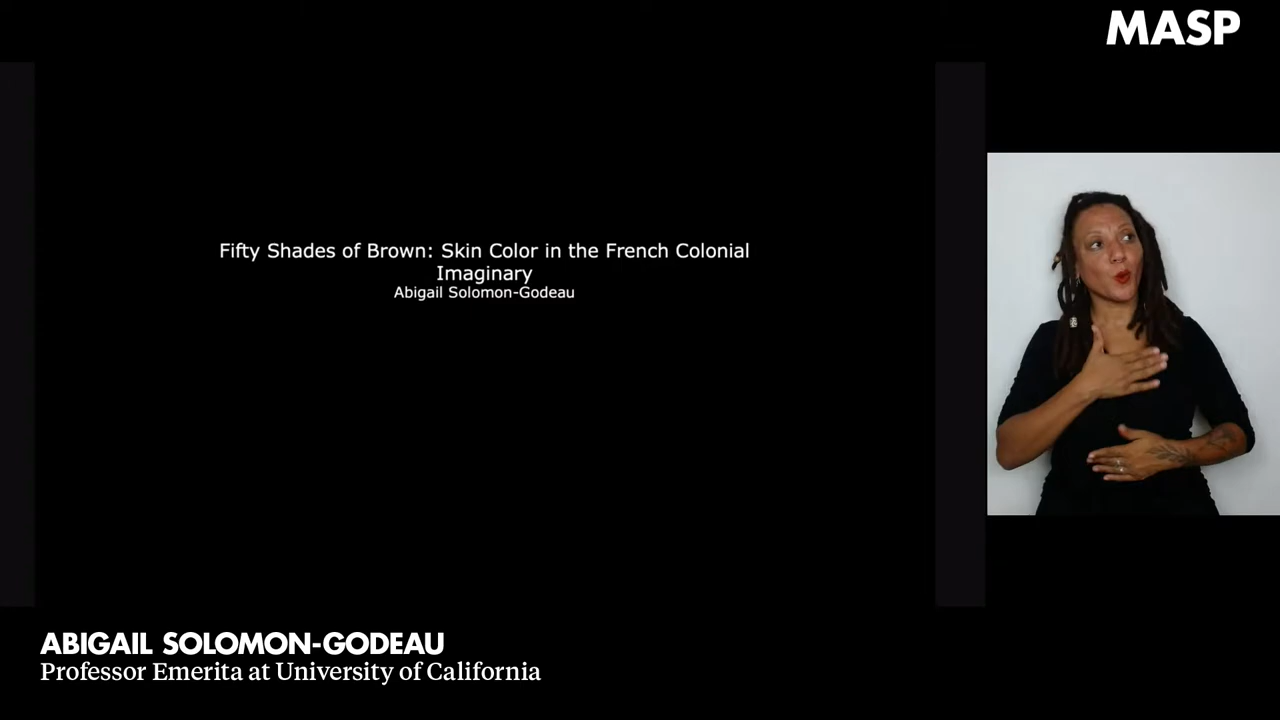 MASP
Fifty Shades of Brown: Skin Color in the French Colonial
Imaginary
Abigail Solomon-Godeau
ABIGAIL SOLOMON-GODEAU
Professor Emerita at University of California